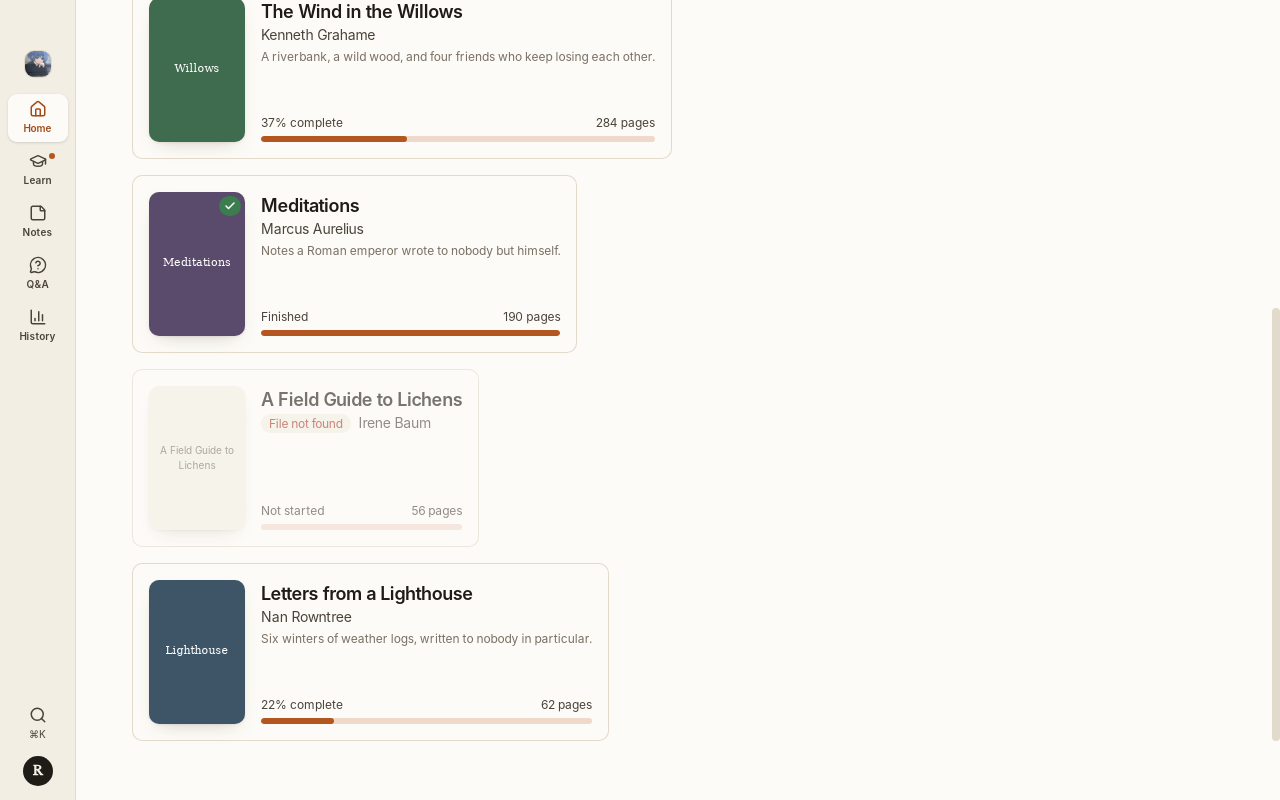 Home
Learn
Notes
Q&A
History
⌘K
R
Willows
The Wind in the Willows
Kenneth Grahame
A riverbank, a wild wood, and four friends who keep losing each other.
37% complete 284 pages
Meditations
Meditations
Marcus Aurelius
Notes a Roman emperor wrote to nobody but himself.
Finished 190 pages
A Field Guide to
Lichens
A Field Guide to Lichens
File not found Irene Baum
Not started 56 pages
Lighthouse
Letters from a Lighthouse
Nan Rowntree
Six winters of weather logs, written to nobody in particular.
22% complete 62 pages